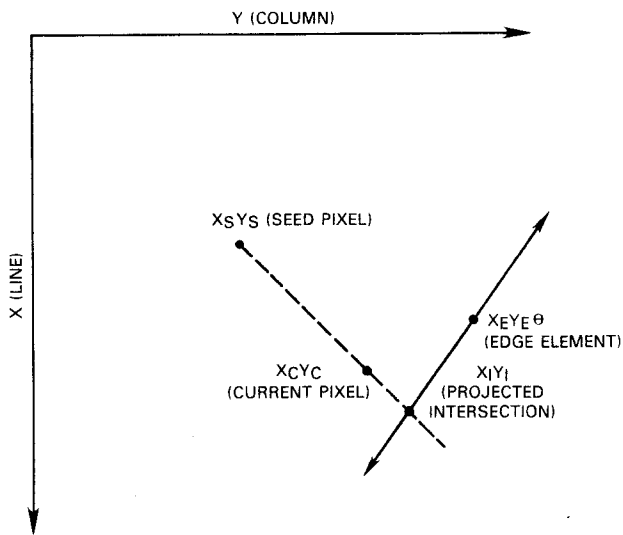 Y (COLUMN)
X (LINE)
XSYS (SEED PIXEL)
XEYEΘ
(EDGE ELEMENT)
XCYC
(CURRENT PIXEL)
XIYI
(PROJECTED
INTERSECTION)